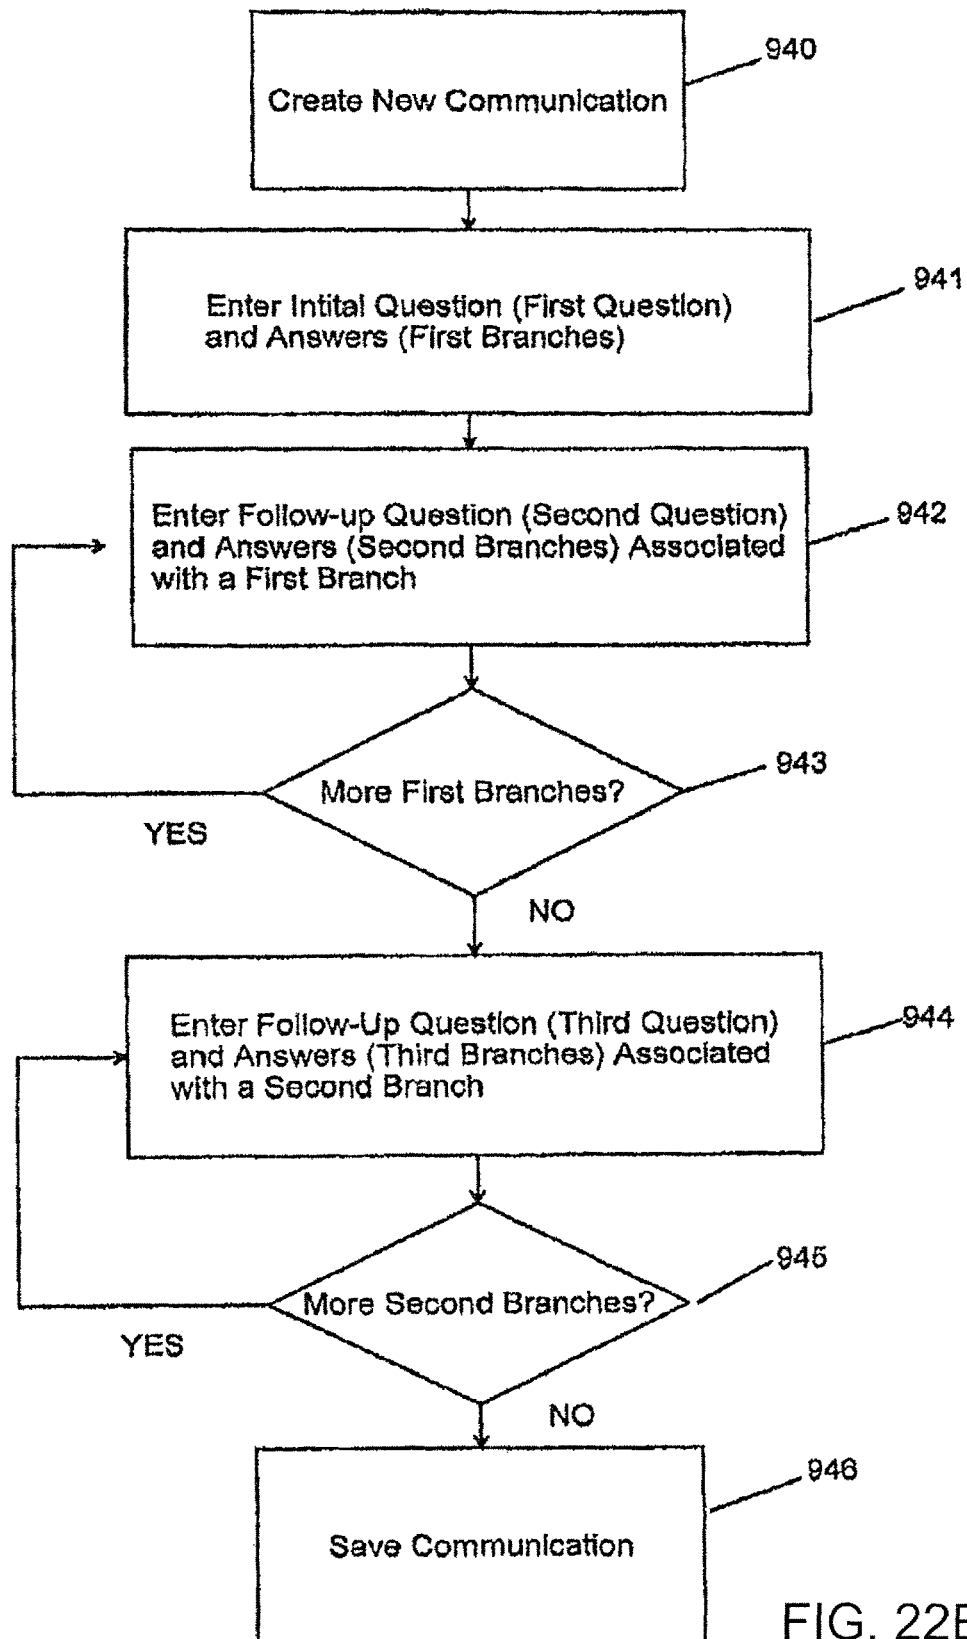 940
Create New Communication
941
Enter Intital Question (First Question)
and Answers (First Branches)
942
Enter Follow-up Question (Second Question)
and Answers (Second Branches) Associated
with a First Branch
943
More First Branches?
YES
NO
944
Enter Follow-Up Question (Third Question)
and Answers (Third Branches) Associated
with a Second Branch
945
More Second Branches?
YES
NO
946
Save Communication
FIG. 22B